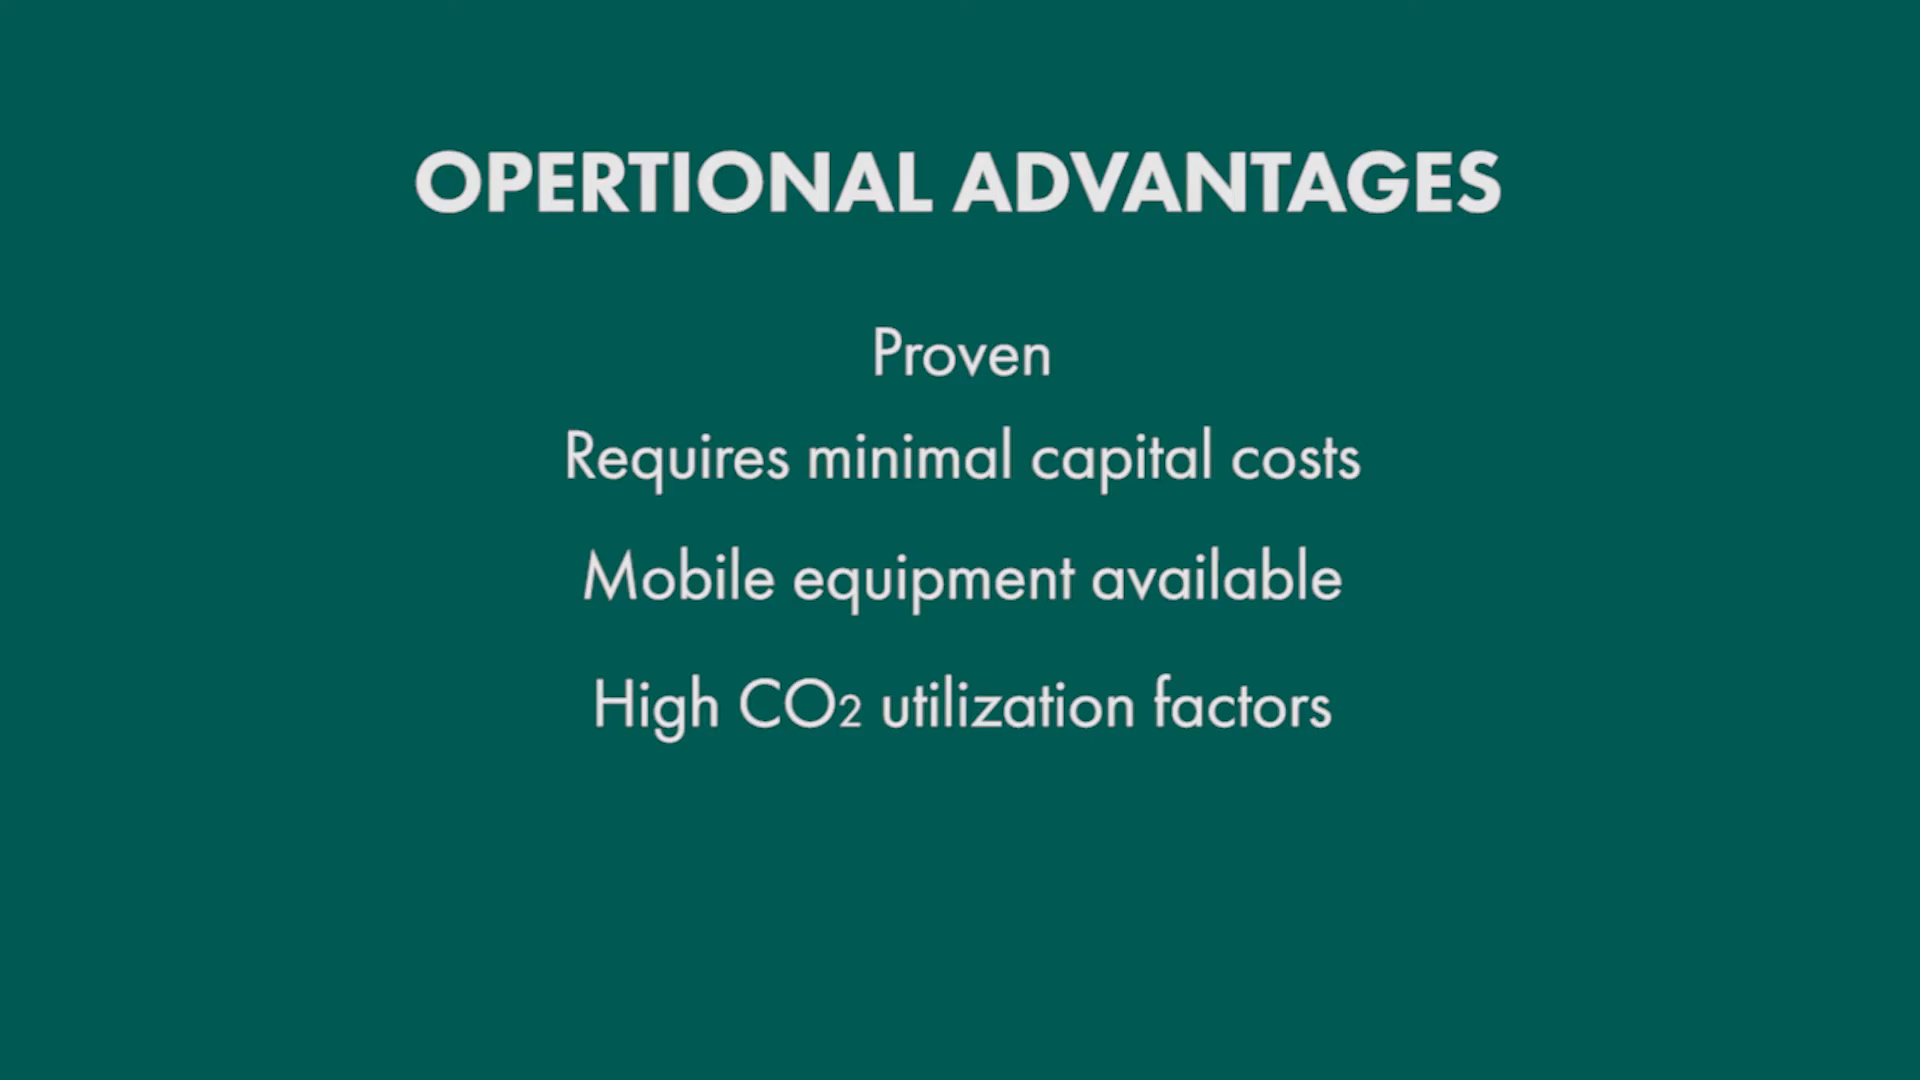 OPERTIONAL ADVANTAGES
Proven
Requires minimal capital costs
Mobile equipment available
High CO2 utilization factors